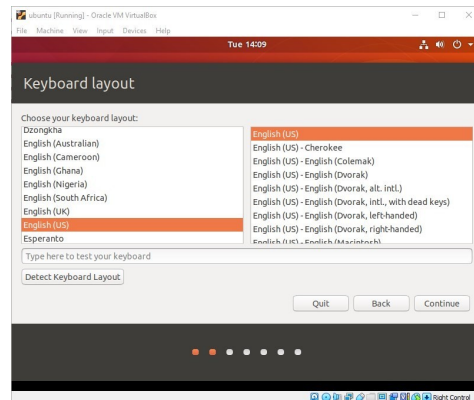 ubuntu [Running] - Oracle VM VirtualBox
File Machine View Input Devices Help
Tue 14:09
Keyboard layout
Choose your keyboard layout:
Dzongkha
English (Australian)
English (Cameroon)
English (Ghana)
English (Nigeria)
English (South Africa)
English (UK)
English (US)
Esperanto
English (US)
English (US) - Cherokee
English (US) - English (Colemak)
English (US) - English (Dvorak)
English (US) - English (Dvorak, alt. intl.)
English (US) - English (Dvorak, intl., with dead keys)
English (US) - English (Dvorak, left-handed)
English (US) - English (Dvorak, right-handed)
English (US) - English (Macintosh)
Type here to test your keyboard
Detect Keyboard Layout
Quit Back Continue
Right Control